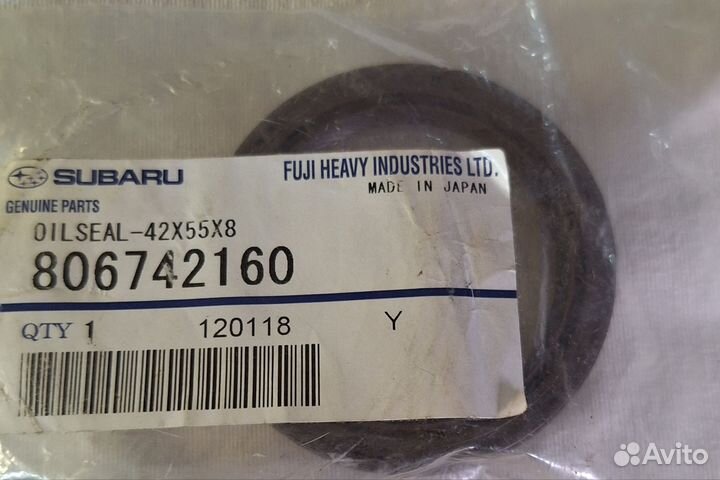 SUBARU
FUJI HEAVY INDUSTRIES LTD.
MADE IN JAPAN
GENUINE PARTS
OILSEAL-42X55X8
806742160
QTY 1 120118 Y
Avito